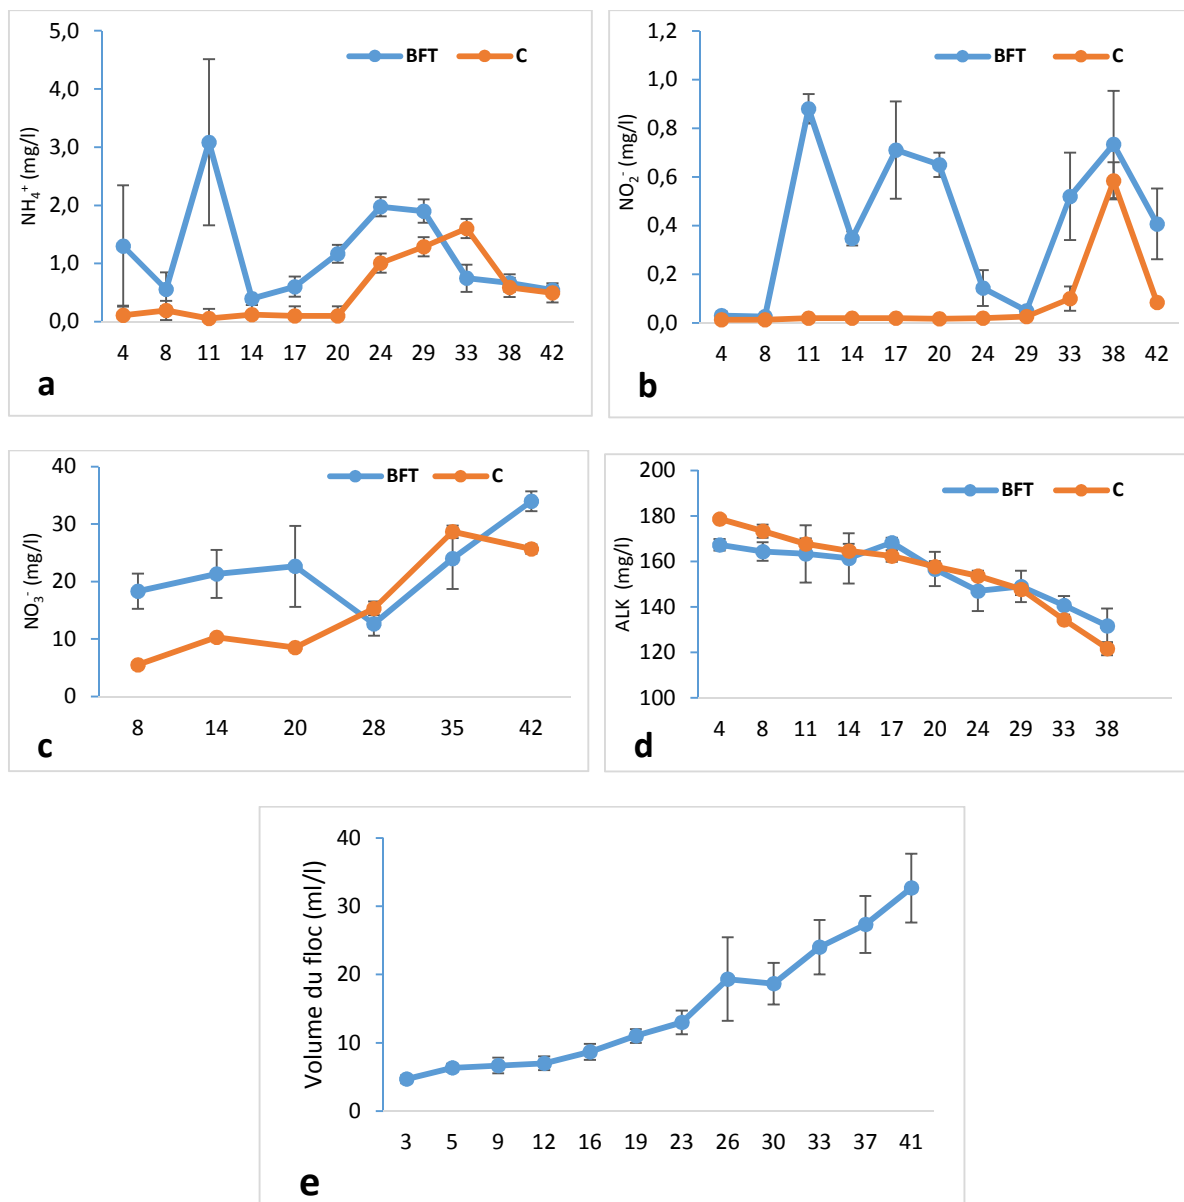 5,0
4,0
3,0
2,0
1,0
0,0
NH₄⁺ (mg/l)
BFT C
4 8 11 14 17 20 24 29 33 38 42
a
1,2
1,0
0,8
0,6
0,4
0,2
0,0
NO₂⁻ (mg/l)
BFT C
4 8 11 14 17 20 24 29 33 38 42
b
40
30
20
10
0
NO₃⁻ (mg/l)
BFT C
8 14 20 28 35 42
c
200
180
160
140
120
100
ALK (mg/l)
BFT C
4 8 11 14 17 20 24 29 33 38
d
40
30
20
10
0
Volume du floc (ml/l)
3 5 9 12 16 19 23 26 30 33 37 41
e